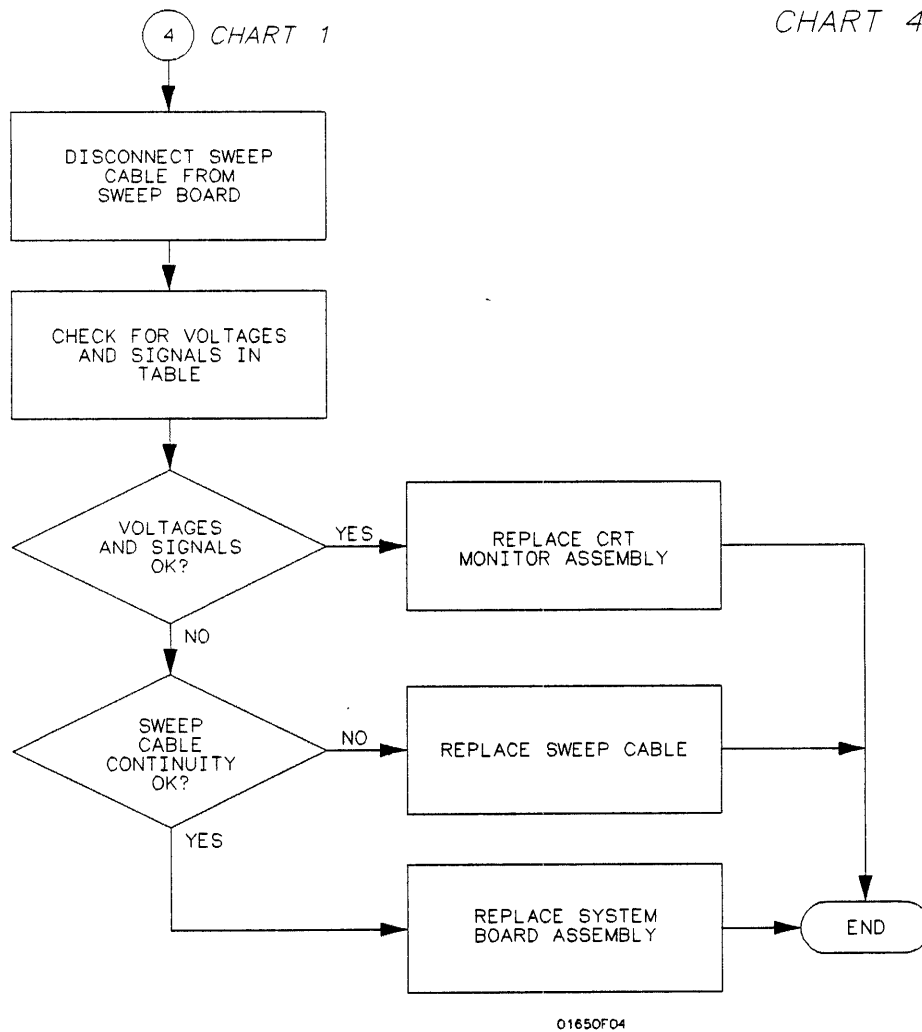 4 CHART 1
CHART 4
DISCONNECT SWEEP
CABLE FROM
SWEEP BOARD
CHECK FOR VOLTAGES
AND SIGNALS IN
TABLE
VOLTAGES
AND SIGNALS
OK?
YES
REPLACE CRT
MONITOR ASSEMBLY
NO
SWEEP
CABLE
CONTINUITY
OK?
NO
REPLACE SWEEP CABLE
YES
REPLACE SYSTEM
BOARD ASSEMBLY
END
01650F04